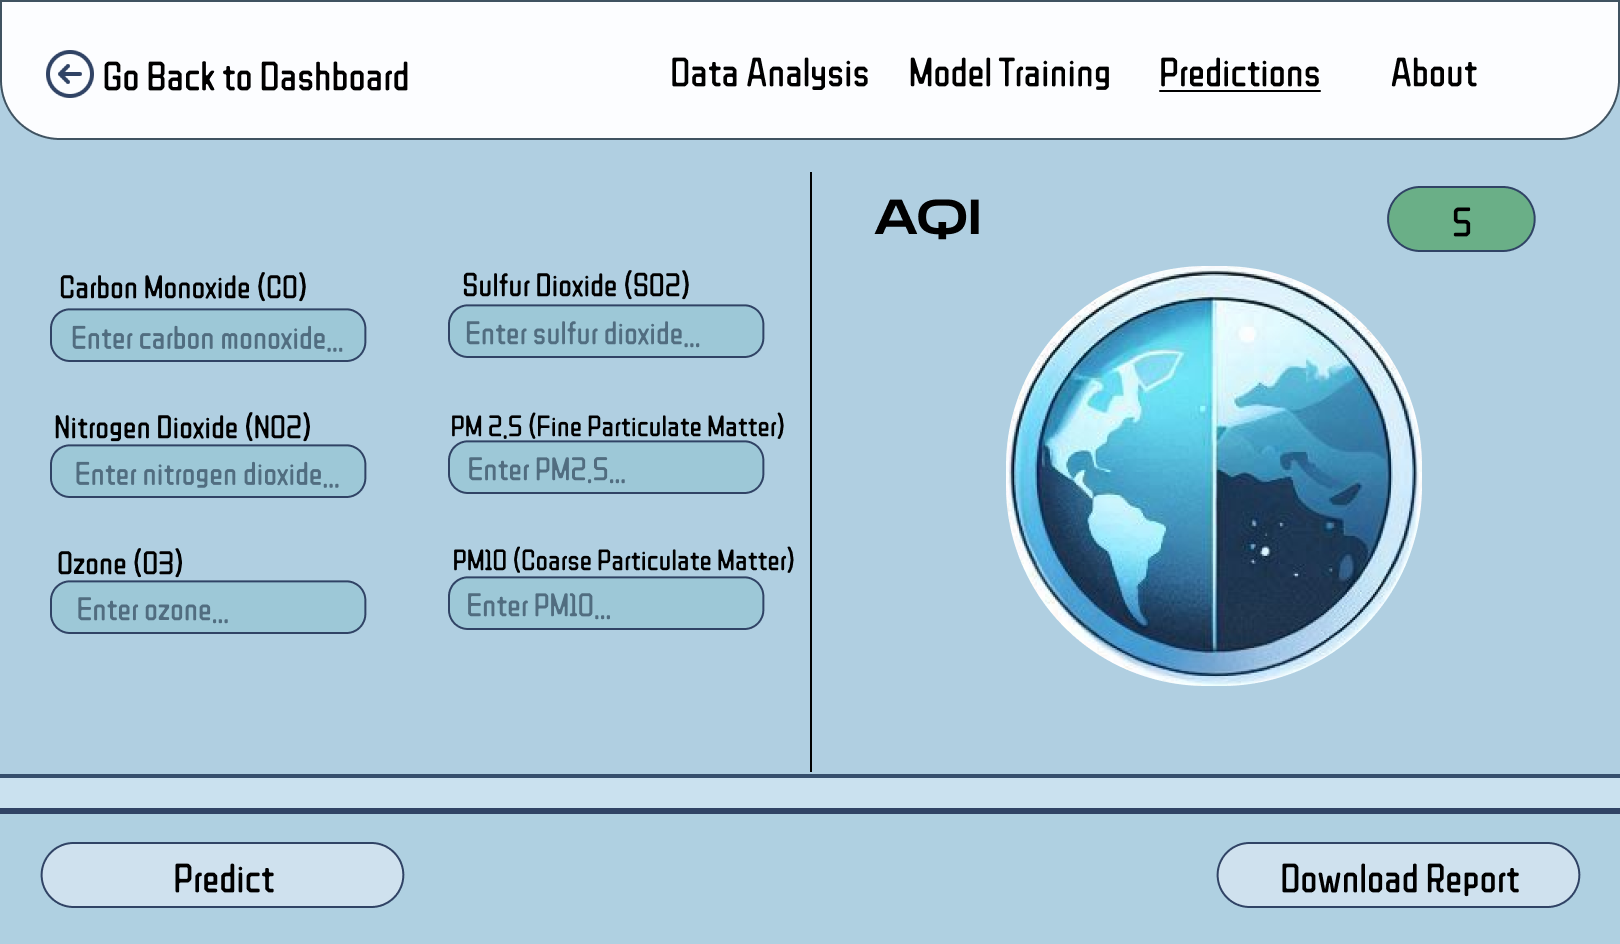 Go Back to Dashboard
Data Analysis
Model Training
Predictions
About
AQI
5
Carbon Monoxide (CO)
Enter carbon monoxide...
Sulfur Dioxide (SO2)
Enter sulfur dioxide...
Nitrogen Dioxide (NO2)
Enter nitrogen dioxide...
PM 2.5 (Fine Particulate Matter)
Enter PM2.5...
Ozone (O3)
Enter ozone...
PM10 (Coarse Particulate Matter)
Enter PM10...
Predict
Download Report